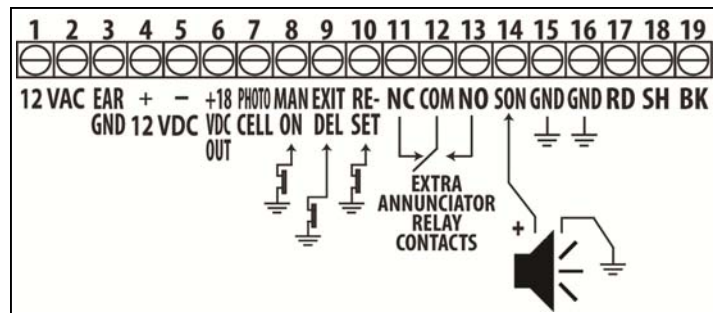 1 2 3 4 5 6 7 8 9 10 11 12 13 14 15 16 17 18 19
12 VAC EAR + − +18 PHOTO MAN EXIT RE- NC COM NO SON GND GND RD SH BK
GND 12 VDC VDC CELL ON DEL SET
OUT
EXTRA
ANNUNCIATOR
RELAY
CONTACTS
+